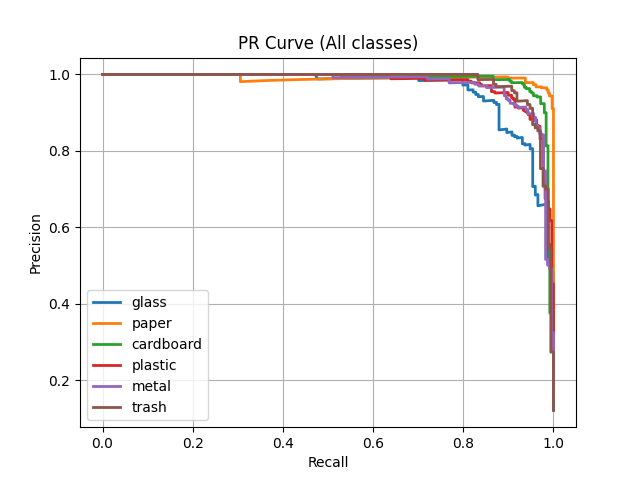 PR Curve (All classes)
1.0
0.8
0.6
0.4
0.2
Precision
glass
paper
cardboard
plastic
metal
trash
0.0 0.2 0.4 0.6 0.8 1.0
Recall